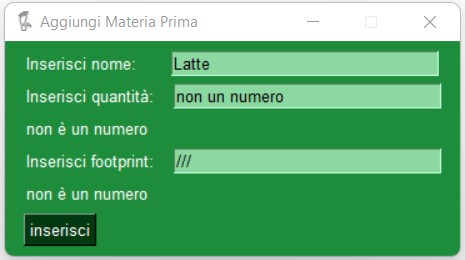 Aggiungi Materia Prima
Inserisci nome: Latte
Inserisci quantità: non un numero
non è un numero
Inserisci footprint: ///
non è un numero
inserisci